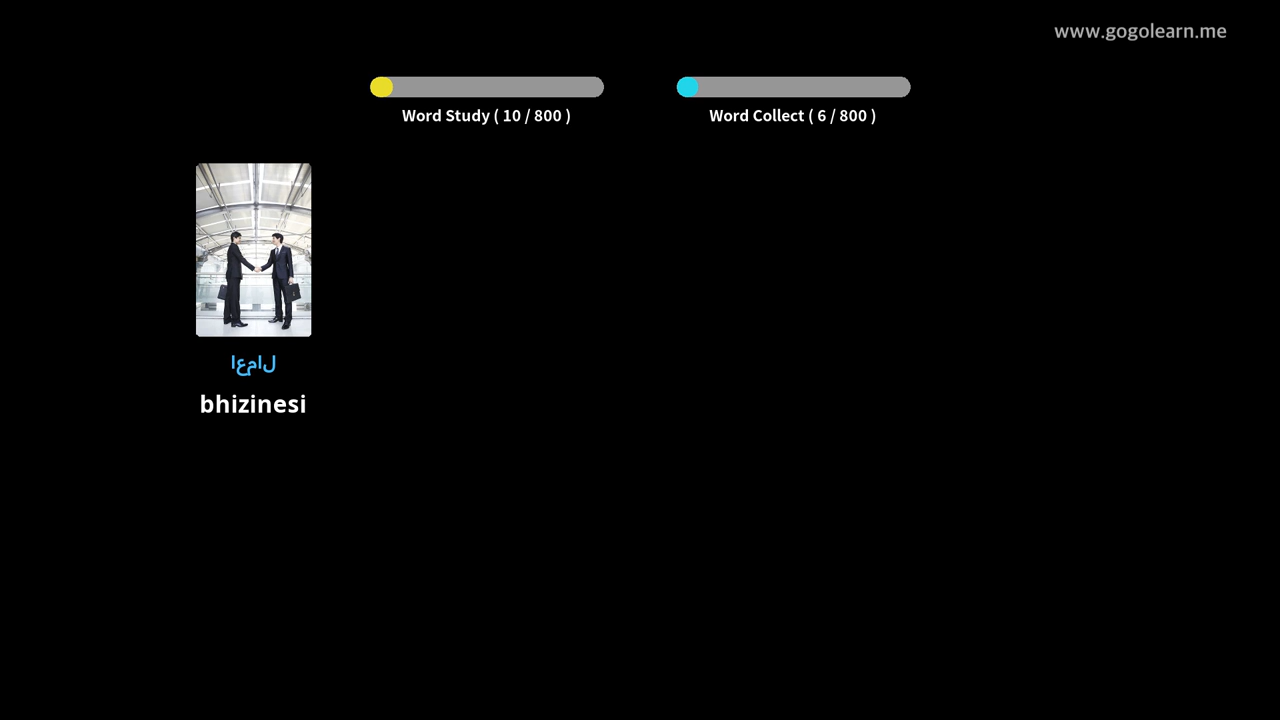 www.gogolearn.me
Word Study ( 10 / 800 )
Word Collect ( 6 / 800 )
اعمال
bhizinesi